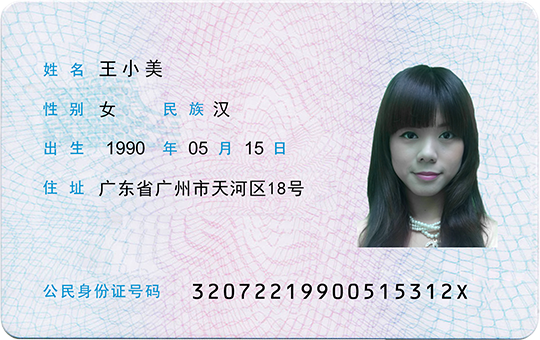 姓名 王小美
性别 女 民族 汉
出生 1990 年 05 月 15 日
住址 广东省广州市天河区18号
公民身份证号码 32072219900515312X